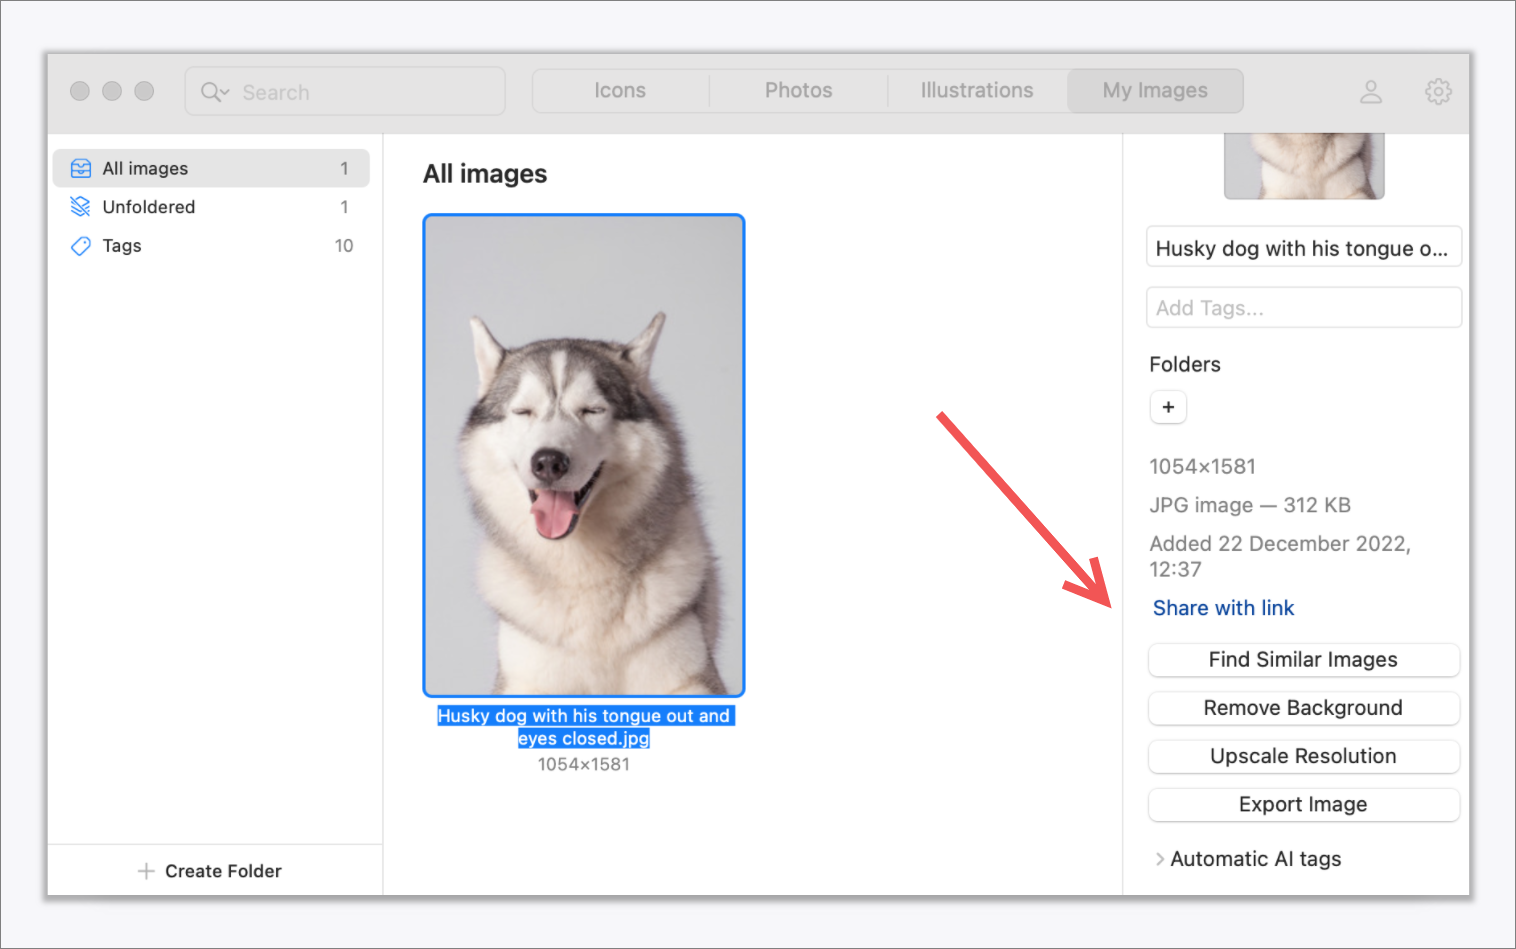 Search
Icons
Photos
Illustrations
My Images
All images 1
Unfoldered 1
Tags 10
Create Folder
All images
Husky dog with his tongue out and
eyes closed.jpg
1054×1581
Husky dog with his tongue o...
Add Tags...
Folders
+
1054×1581
JPG image — 312 KB
Added 22 December 2022,
12:37
Share with link
Find Similar Images
Remove Background
Upscale Resolution
Export Image
Automatic AI tags